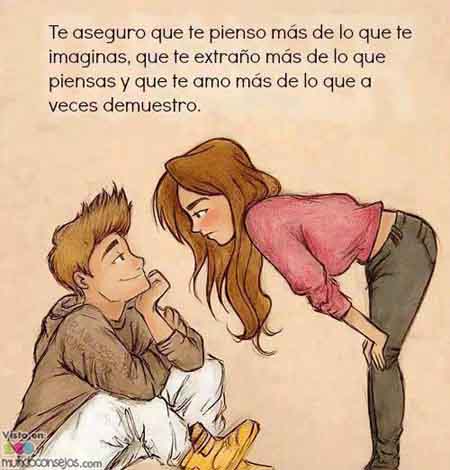 Te aseguro que te pienso más de lo que te
imaginas, que te extraño más de lo que
piensas y que te amo más de lo que a
veces demuestro.
Visto en:
mundoconsejos.com